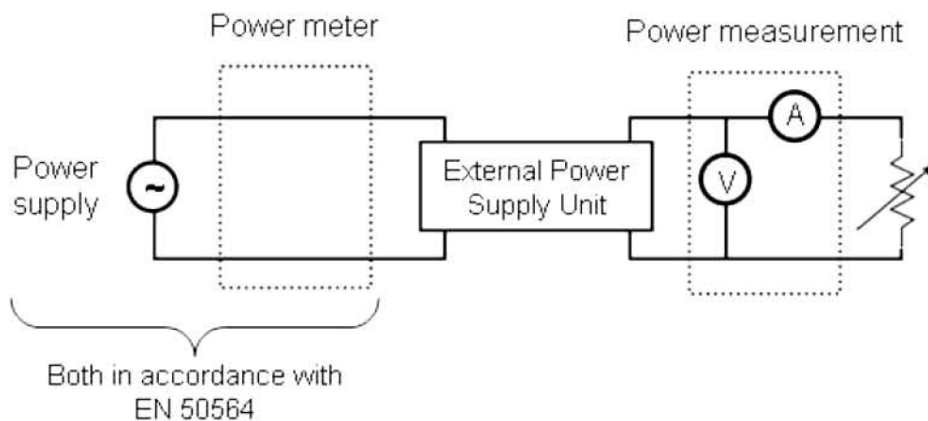 Power meter
Power measurement
Power
supply
~
External Power
Supply Unit
V
A
Both in accordance with
EN 50564